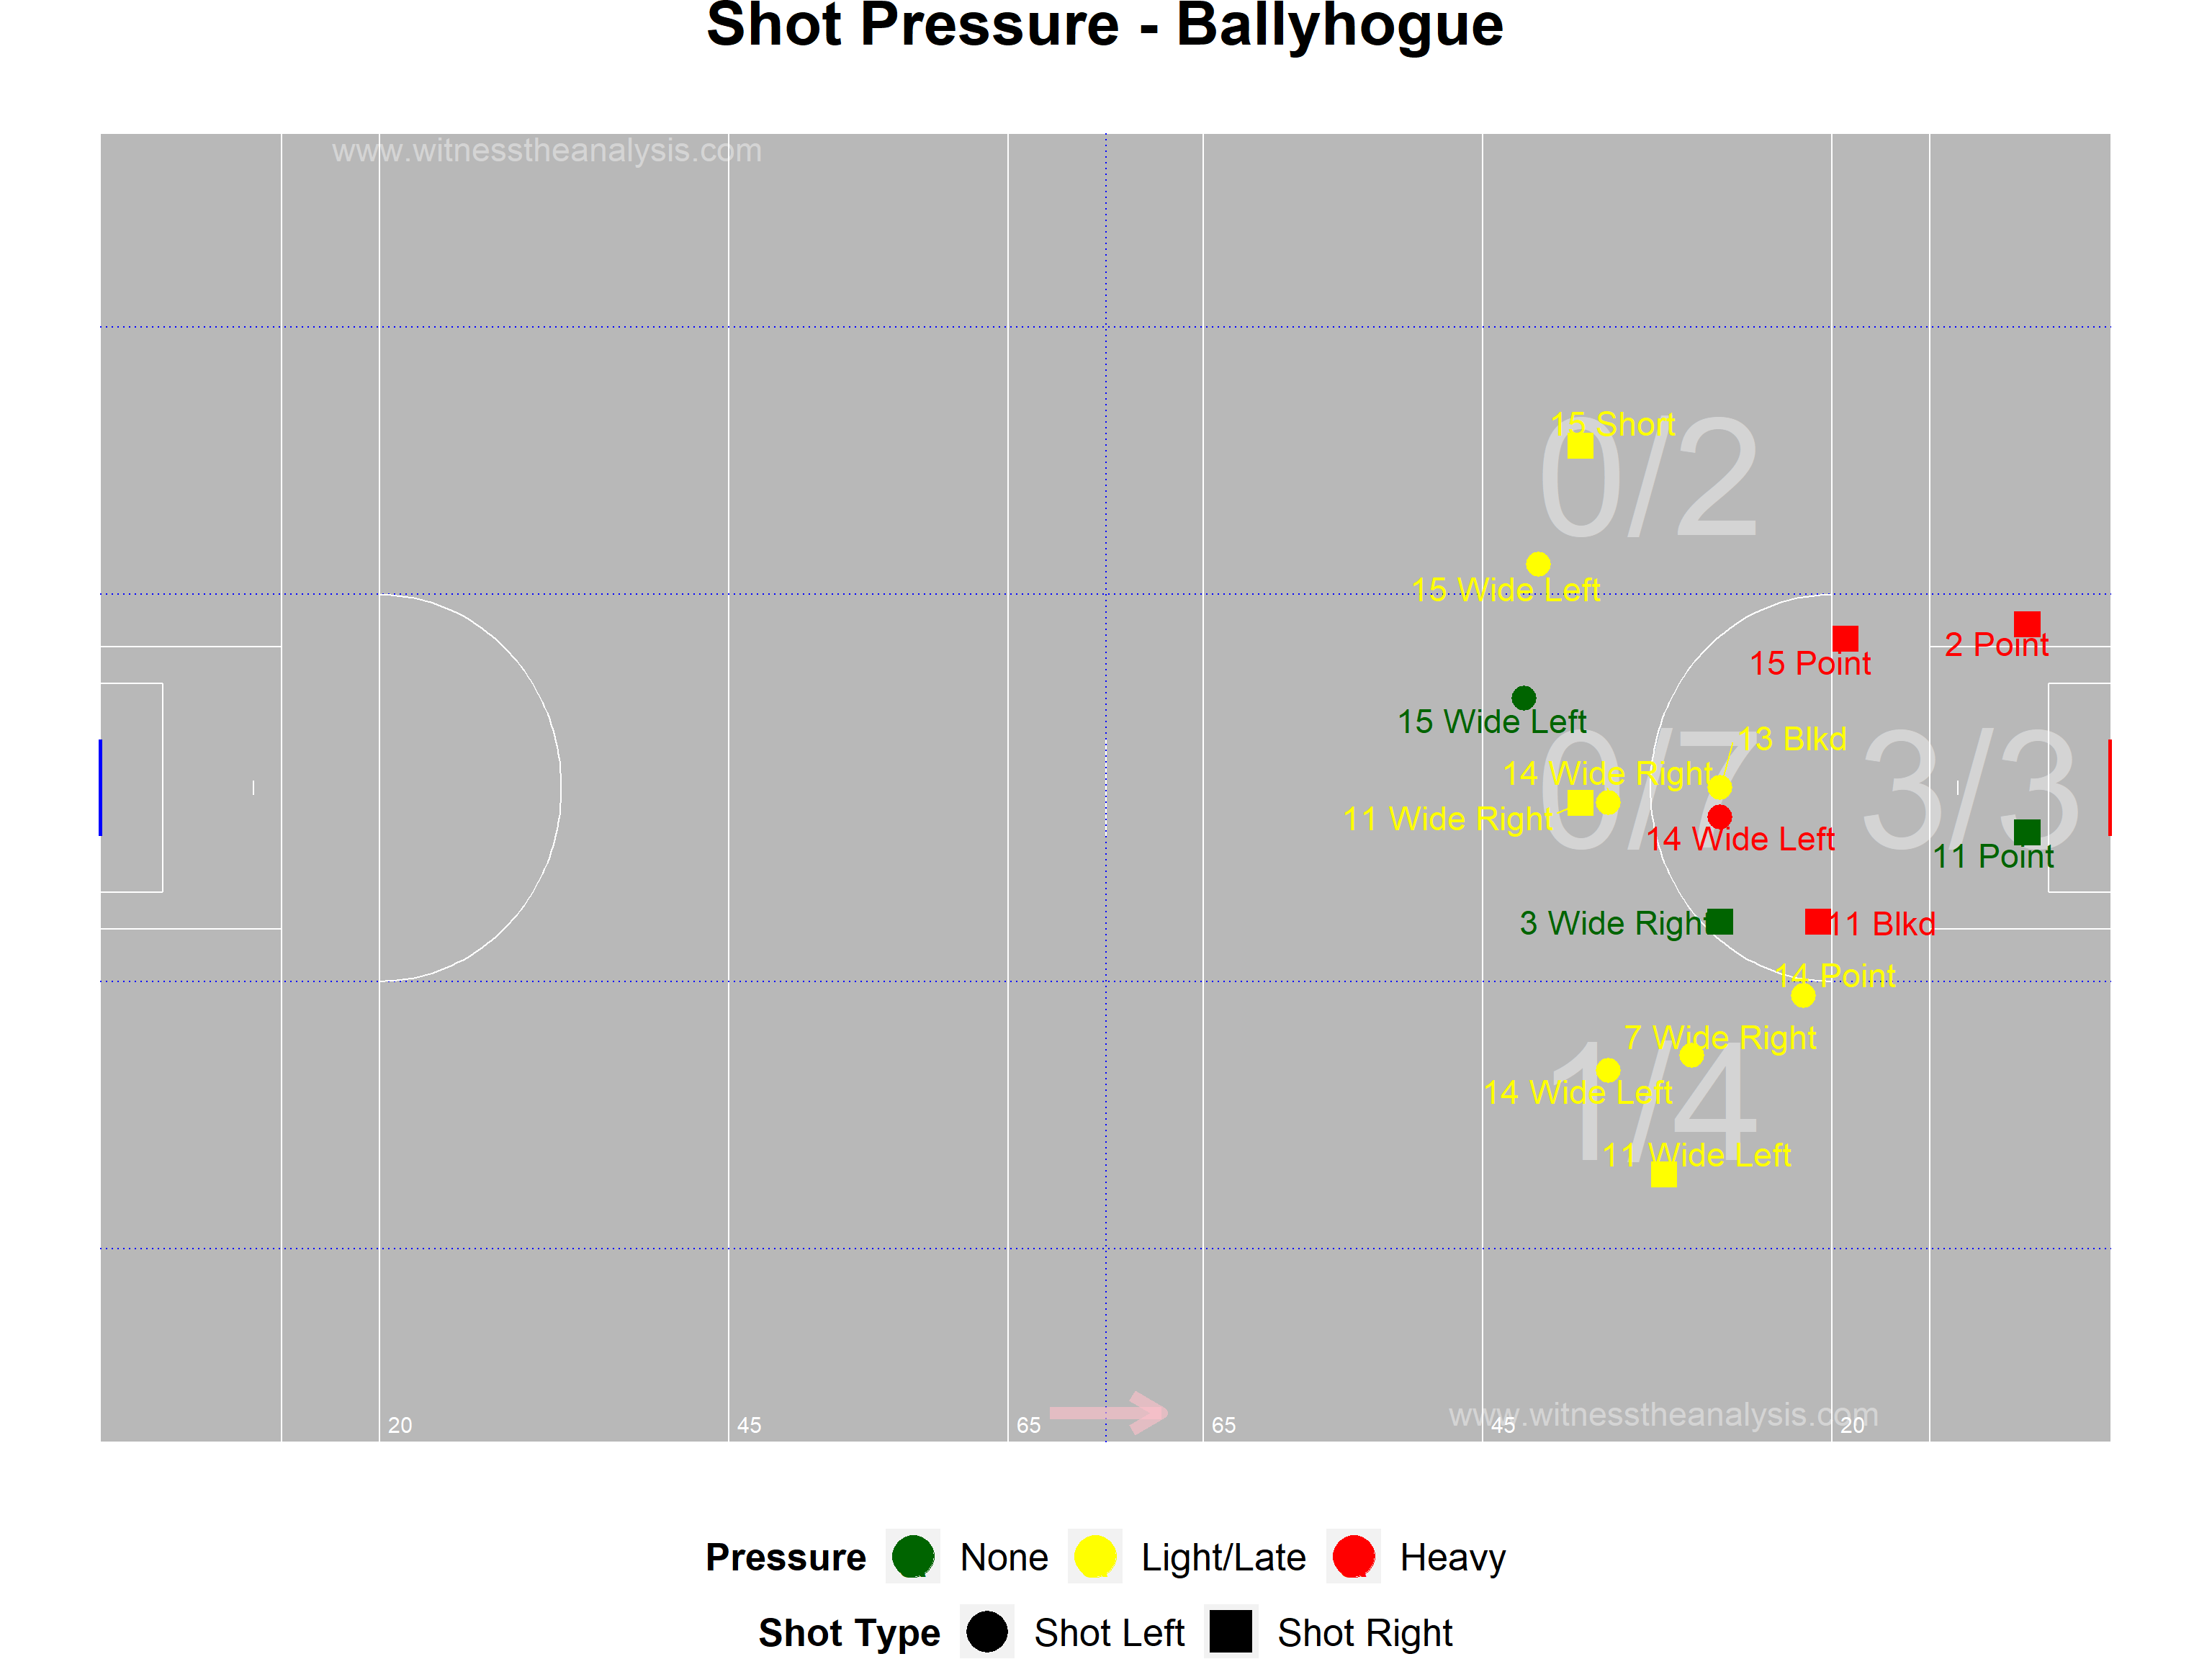 Shot Pressure - Ballyhogue
www.witnesstheanalysis.com
15 Short
0/2
15 Wide Left
2 Point
15 Point
15 Wide Left
13 Blkd
14 Wide Right
0/7
3/3
11 Wide Right
14 Wide Left
11 Point
3 Wide Right
11 Blkd
14 Point
7 Wide Right
14 Wide Left
1/4
11 Wide Left
www.witnesstheanalysis.com
20 45 65 65 45 20
Pressure None Light/Late Heavy
Shot Type Shot Left Shot Right